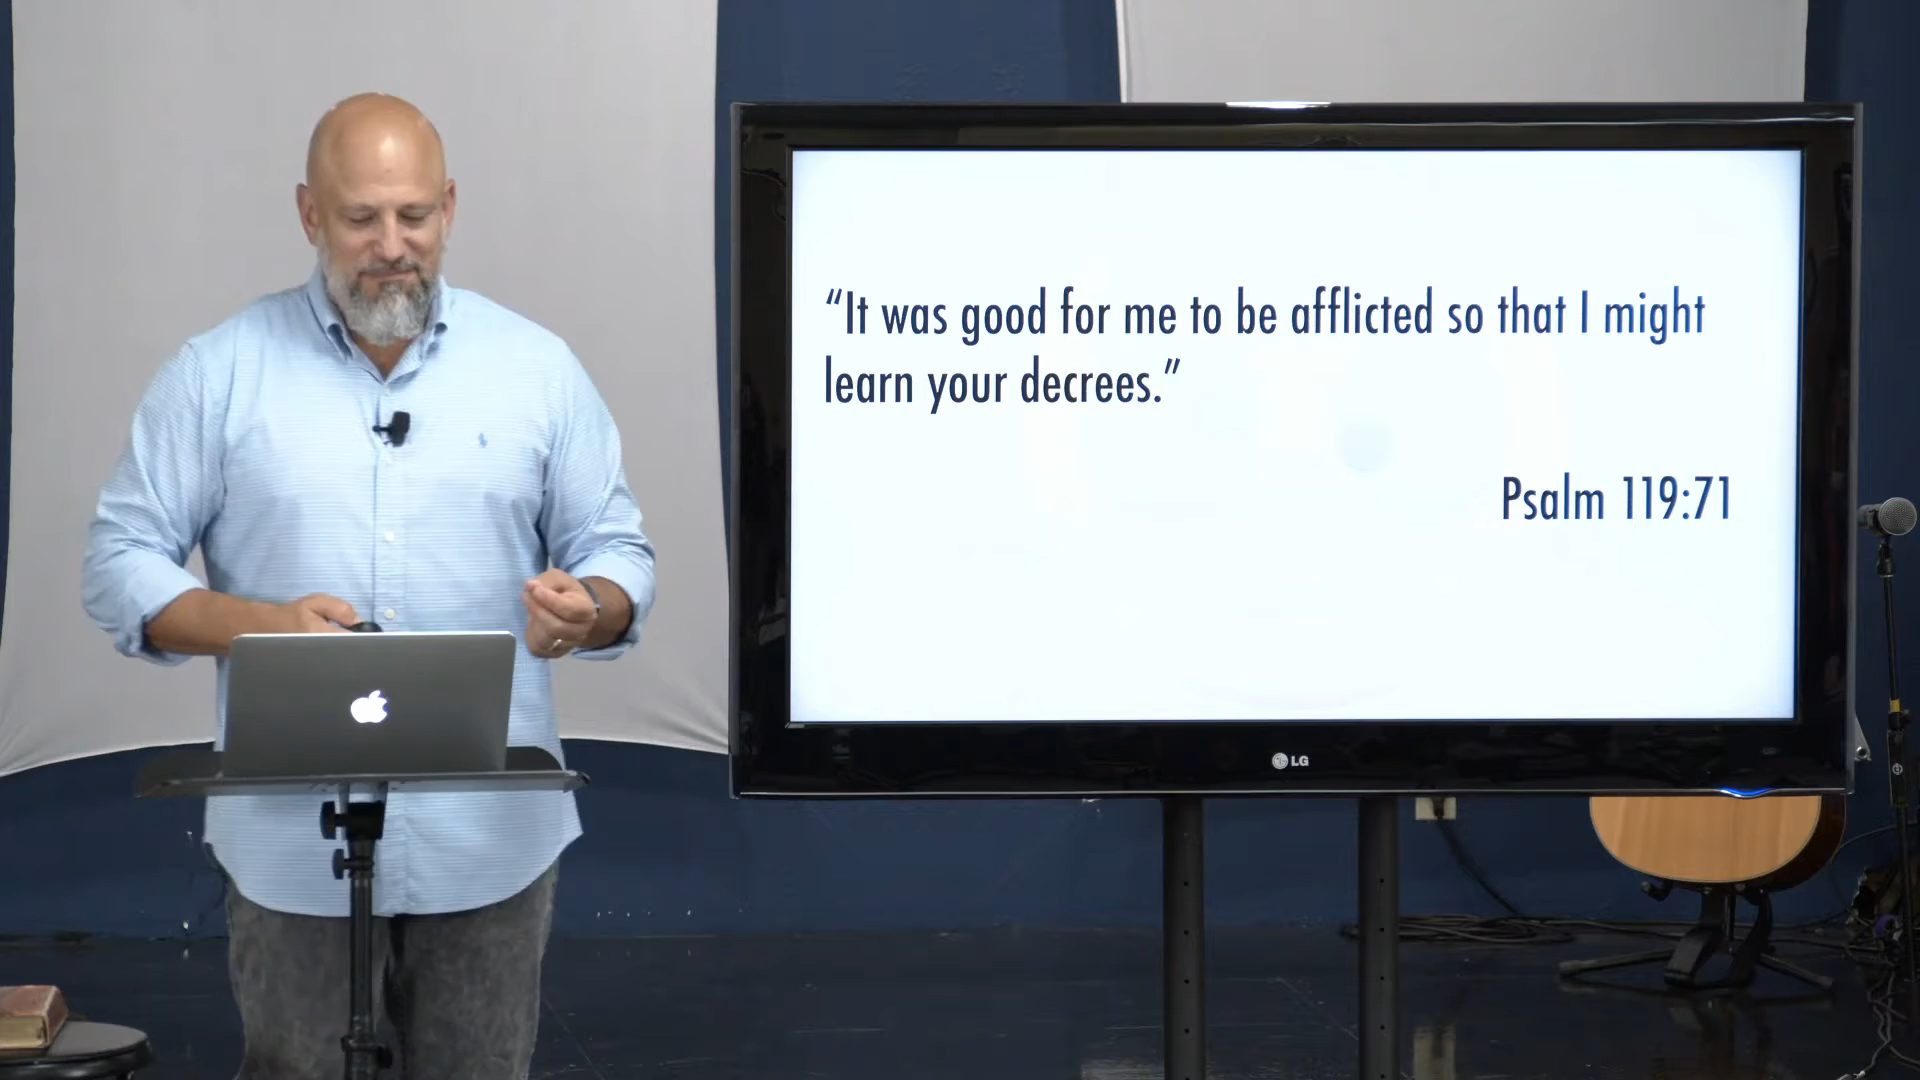 “It was good for me to be afflicted so that I might
learn your decrees.”
Psalm 119:71
LG